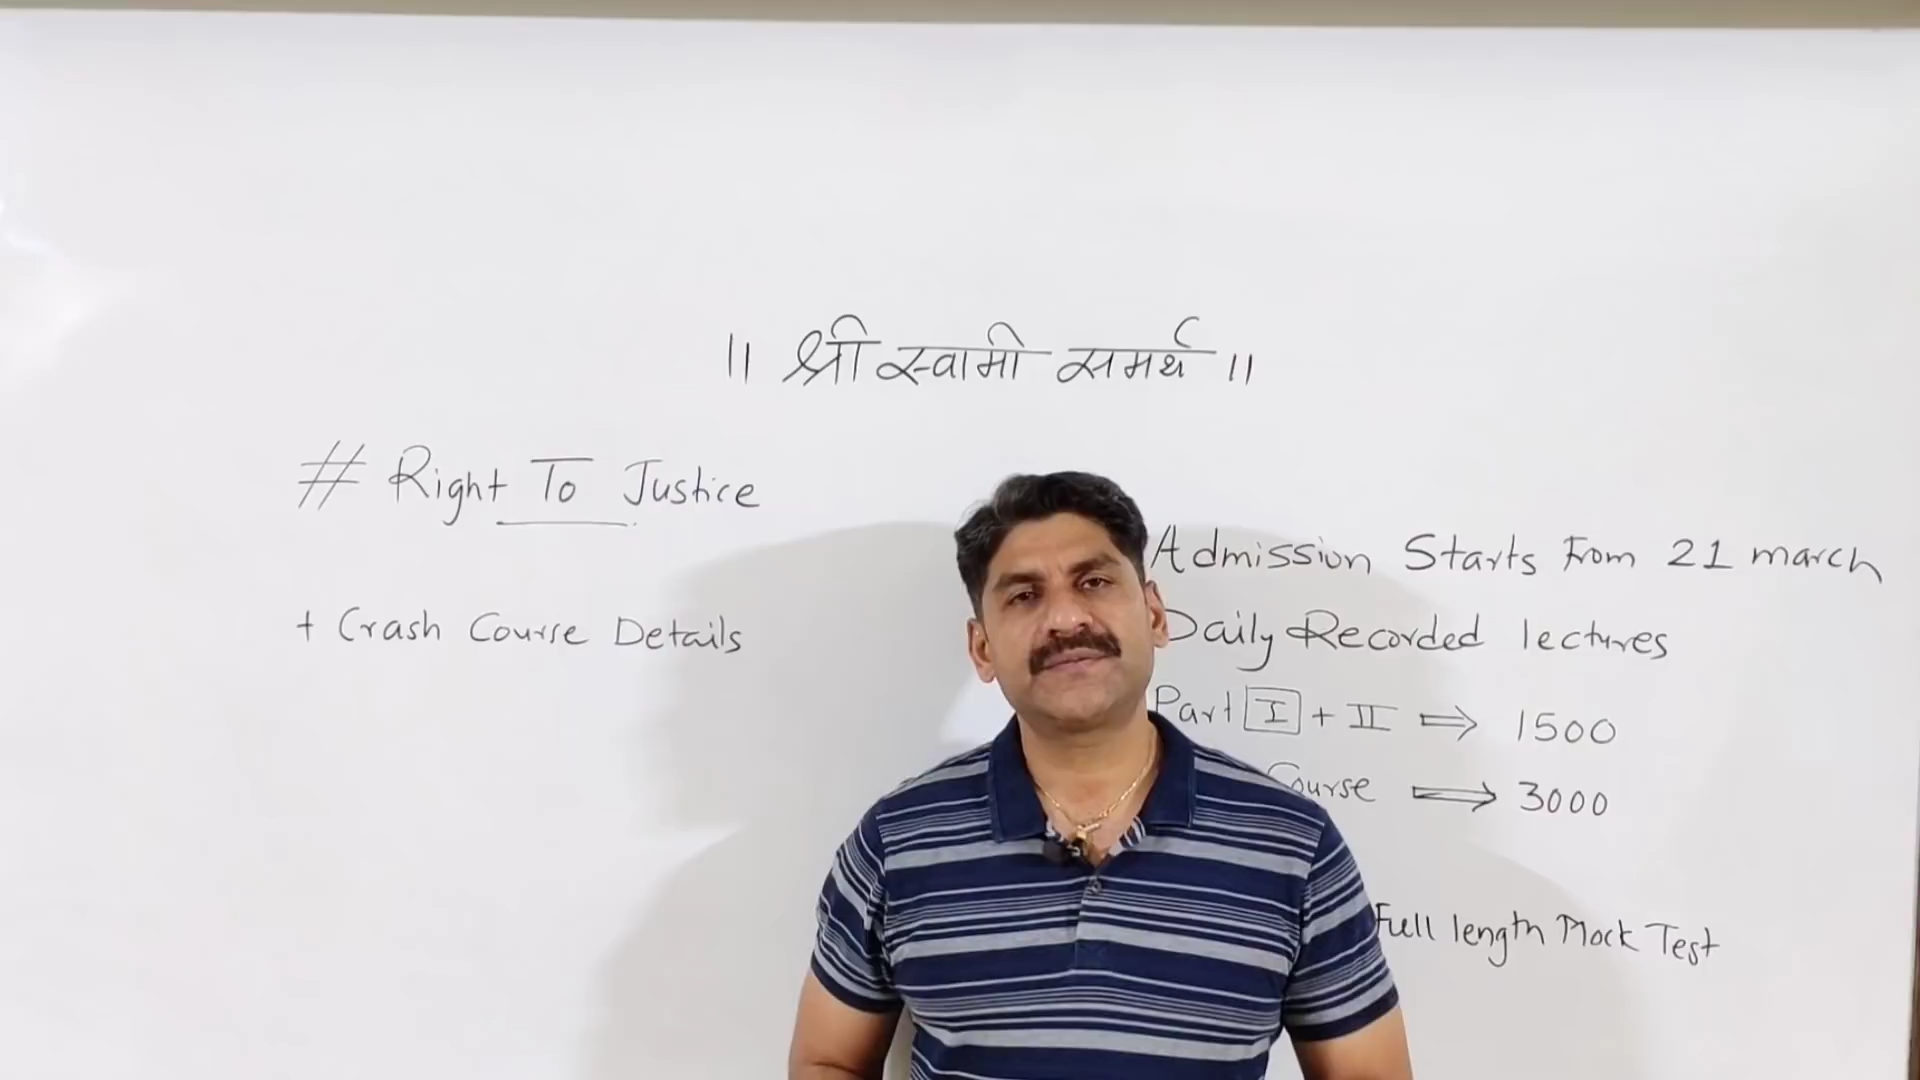 ॥ श्री स्वामी समर्थ ॥
# Right To Justice
+ Crash Course Details
Admission Starts From 21 march
Daily Recorded lectures
Part I + II ⇒ 1500
Course ⇒ 3000
Full length Mock Test